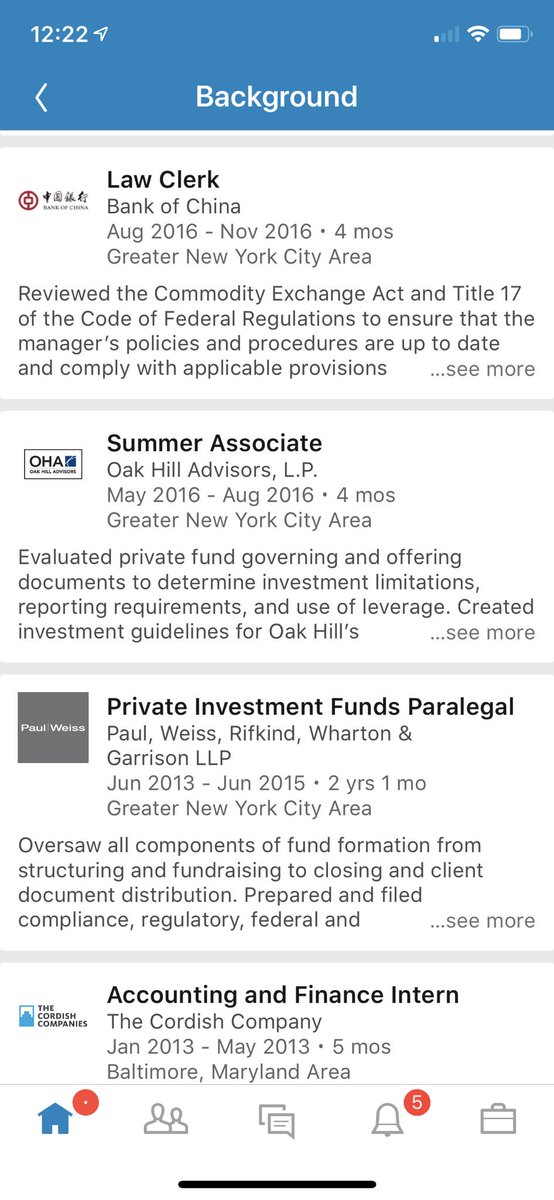 12:22
Background
中国银行
BANK OF CHINA
Law Clerk
Bank of China
Aug 2016 - Nov 2016 • 4 mos
Greater New York City Area
Reviewed the Commodity Exchange Act and Title 17
of the Code of Federal Regulations to ensure that the
manager’s policies and procedures are up to date
and comply with applicable provisions ...see more
OHA
OAK HILL ADVISORS
Summer Associate
Oak Hill Advisors, L.P.
May 2016 - Aug 2016 • 4 mos
Greater New York City Area
Evaluated private fund governing and offering
documents to determine investment limitations,
reporting requirements, and use of leverage. Created
investment guidelines for Oak Hill’s ...see more
Paul|Weiss
Private Investment Funds Paralegal
Paul, Weiss, Rifkind, Wharton &
Garrison LLP
Jun 2013 - Jun 2015 • 2 yrs 1 mo
Greater New York City Area
Oversaw all components of fund formation from
structuring and fundraising to closing and client
document distribution. Prepared and filed
compliance, regulatory, federal and ...see more
THE
CORDISH
COMPANIES
Accounting and Finance Intern
The Cordish Company
Jan 2013 - May 2013 • 5 mos
Baltimore, Maryland Area
5